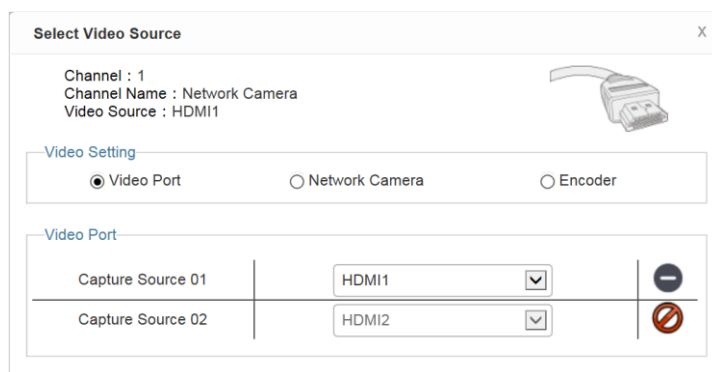 Select Video Source X
Channel : 1
Channel Name : Network Camera
Video Source : HDMI1
Video Setting
Video Port Network Camera Encoder
Video Port
Capture Source 01 HDMI1
Capture Source 02 HDMI2